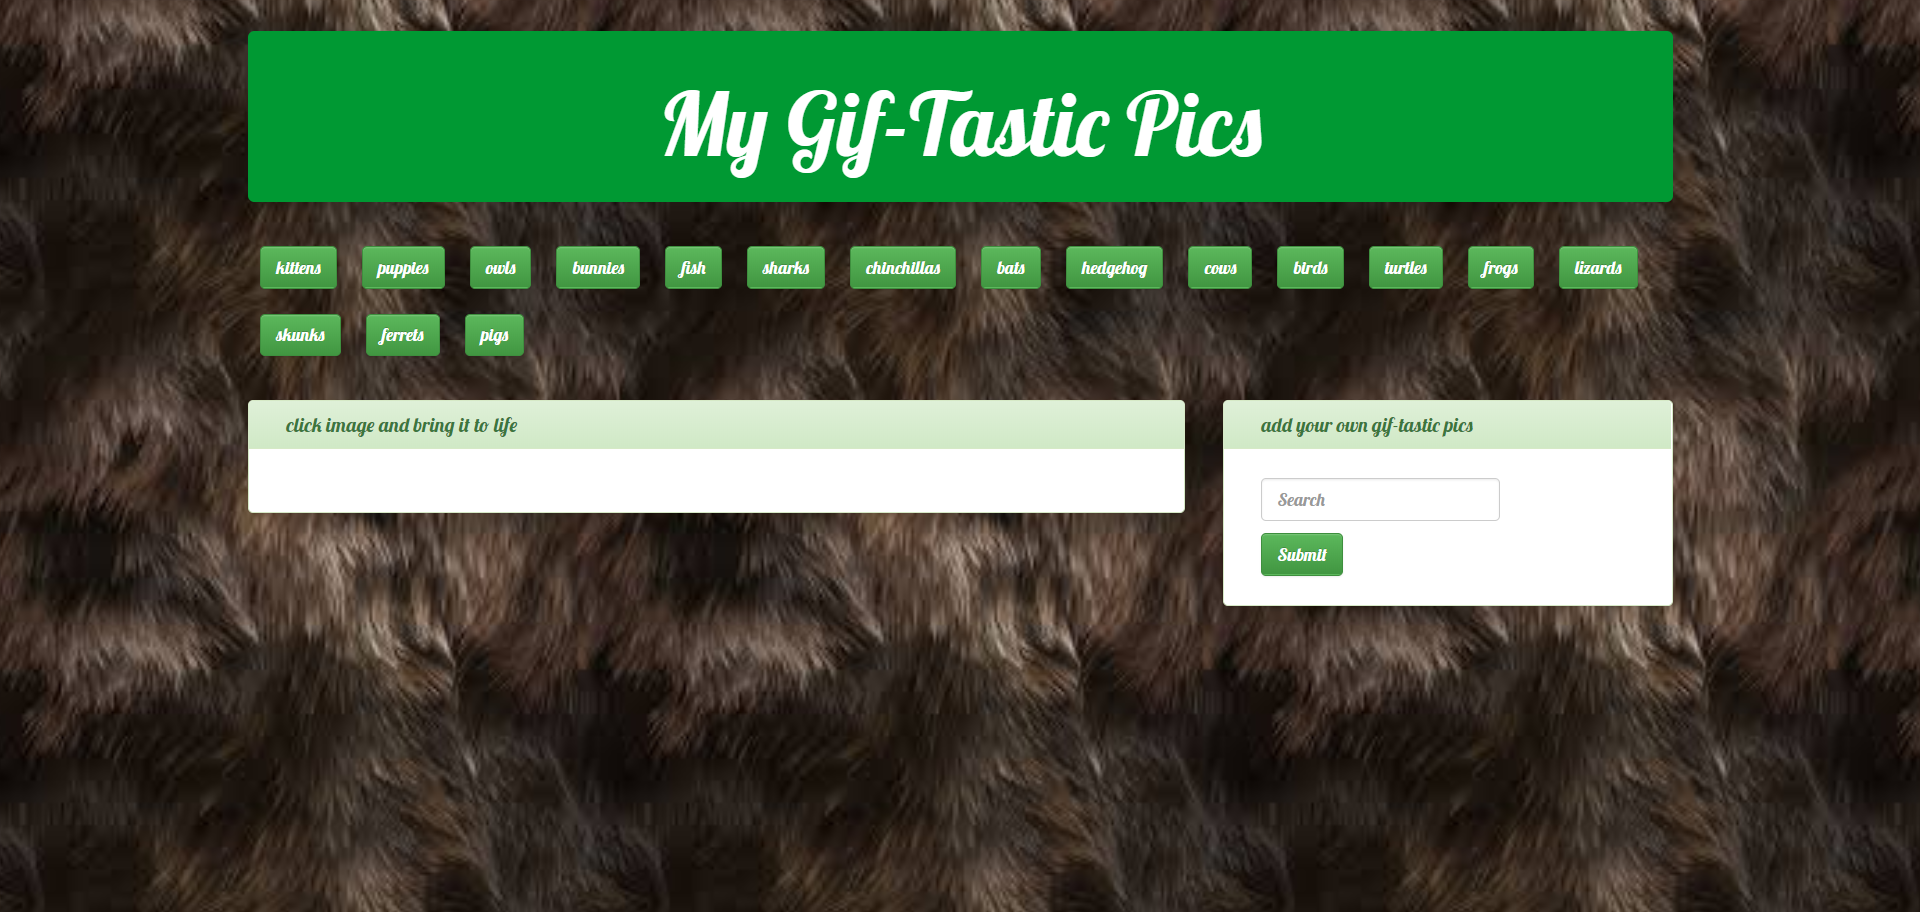 My Gif-Tastic Pics
kittens puppies owls bunnies fish sharks chinchillas bats hedgehog cows birds turtles frogs lizards
skunks ferrets pigs
click image and bring it to life
add your own gif-tastic pics
Search
Submit